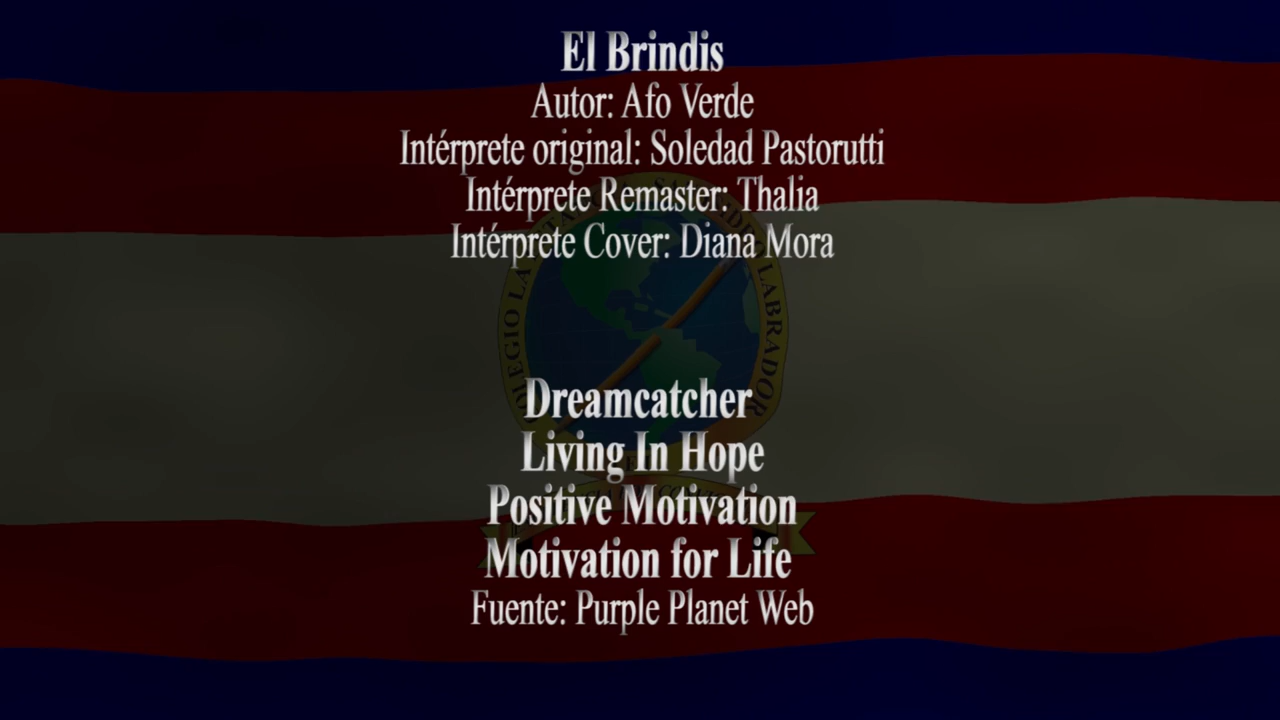 El Brindis
Autor: Afo Verde
Intérprete original: Soledad Pastorutti
Intérprete Remaster: Thalia
Intérprete Cover: Diana Mora
LABRADOR
Dreamcatcher
Living In Hope
Positive Motivation
Motivation for Life
Fuente: Purple Planet Web